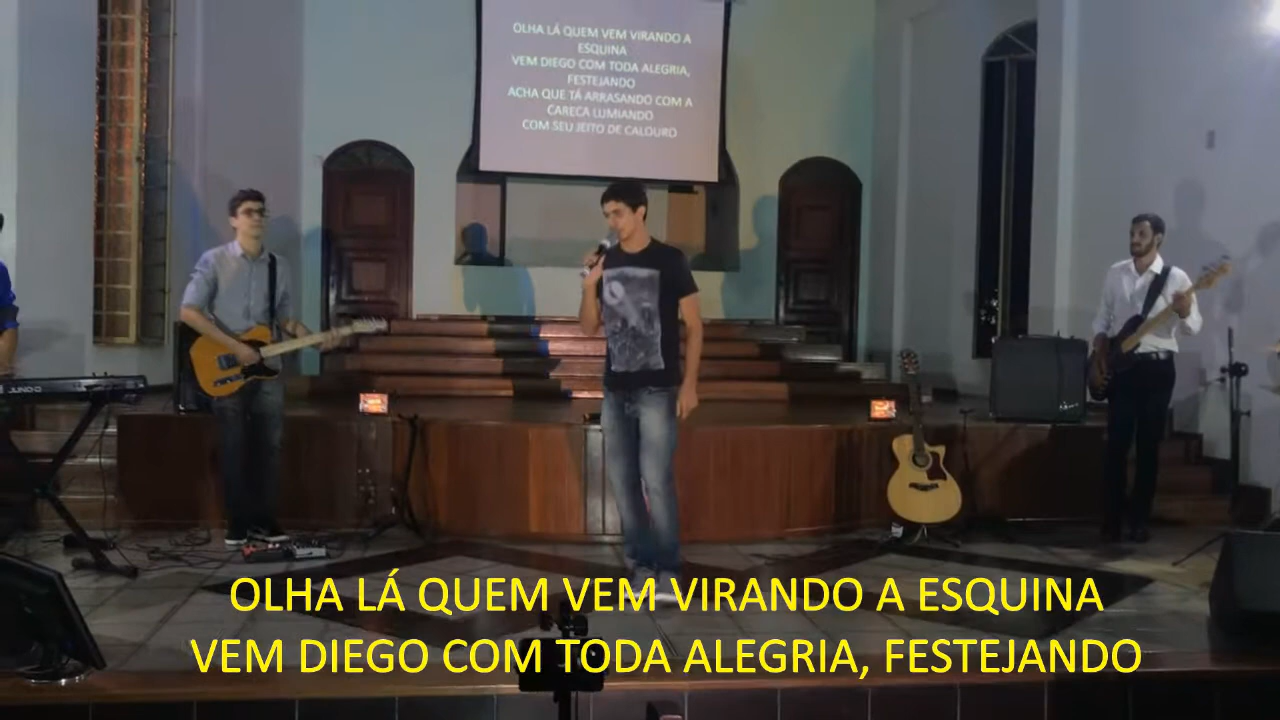 OLHA LÁ QUEM VEM VIRANDO A
ESQUINA
VEM DIEGO COM TODA ALEGRIA,
FESTEJANDO
ACHA QUE TÁ ARRASANDO COM A
CARECA LUMIANDO
COM SEU JEITO DE CALOURO
JUNO-D
OLHA LÁ QUEM VEM VIRANDO A ESQUINA
VEM DIEGO COM TODA ALEGRIA, FESTEJANDO